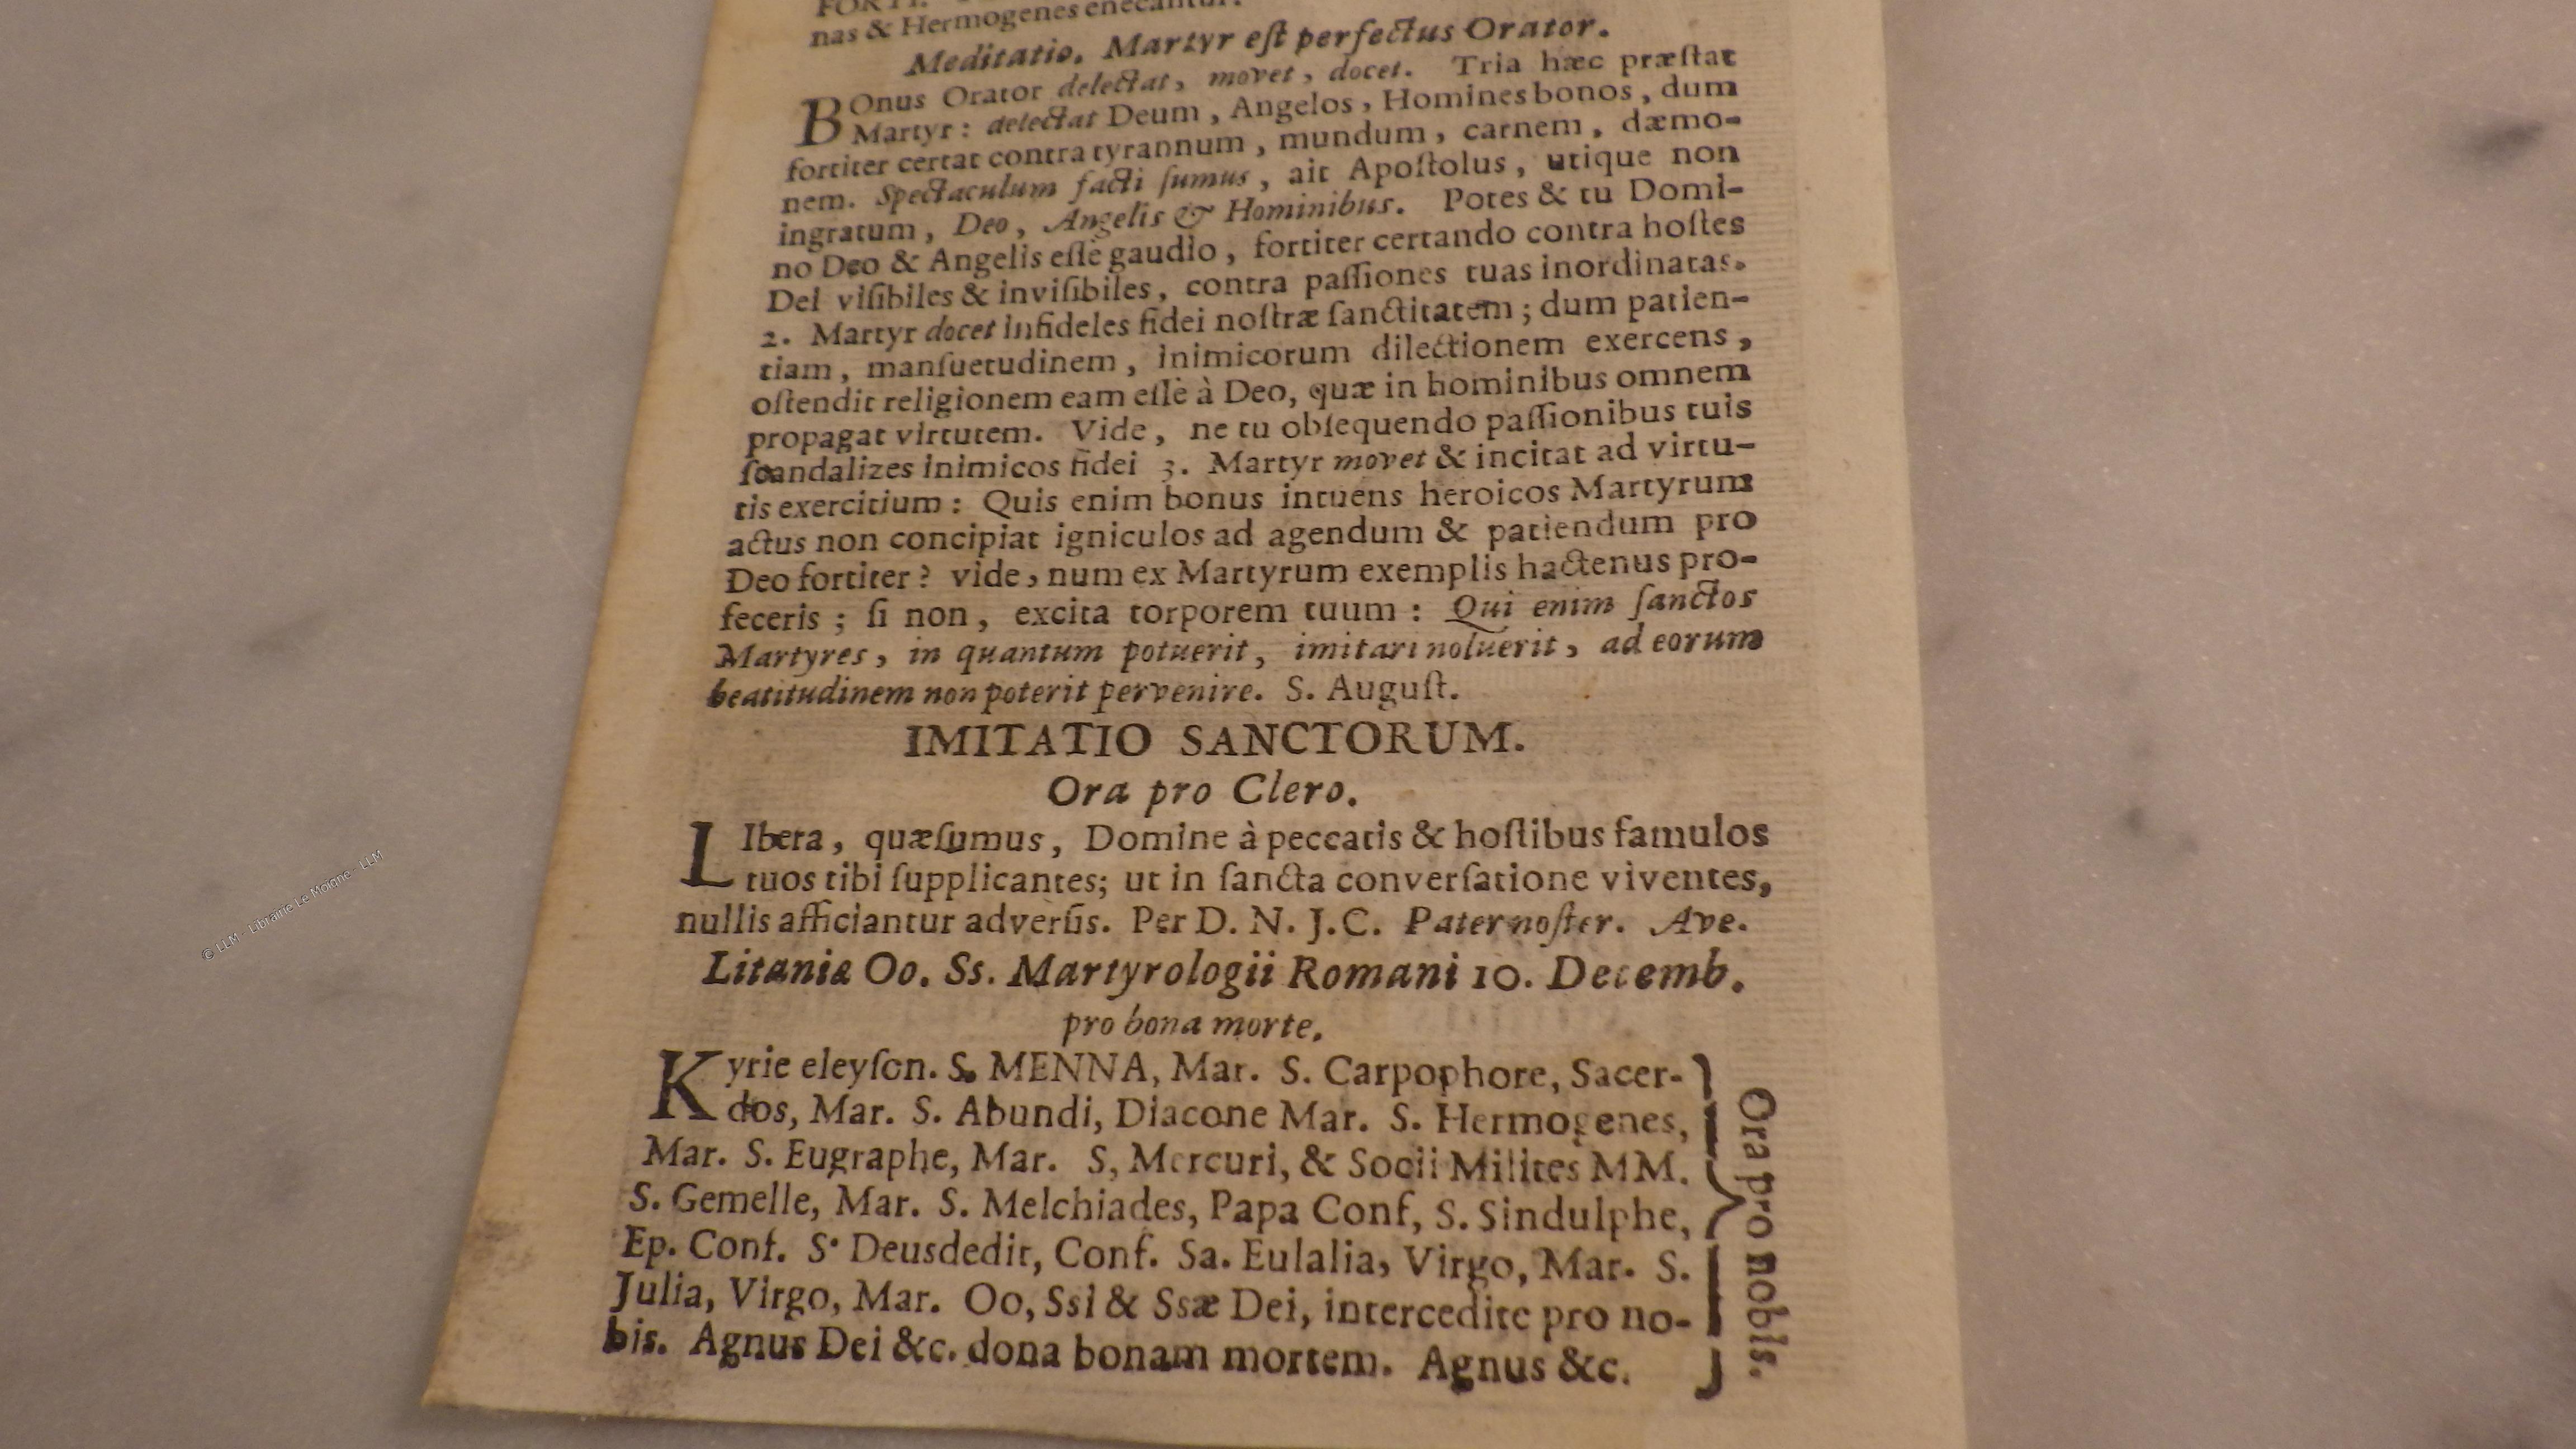 nas & Hermogenes enecantur.
Meditatio. Martyr eſt perfectus Orator.
BOnus Orator delectat, movet, docet. Tria hæc præſtat
Martyr: delectat Deum, Angelos, Homines bonos, dum
fortiter certat contra tyrannum, mundum, carnem, dæmo-
nem. Spectaculum facti ſumus, ait Apoſtolus, utique non
ingratum, Deo, Angelis & Hominibus. Potes & tu Domi-
no Deo & Angelis eſſe gaudio, fortiter certando contra hoſtes
Dei viſibiles & inviſibiles, contra paſſiones tuas inordinatas.
2. Martyr docet infideles fidei noſtræ ſanctitatem; dum patien-
tiam, manſuetudinem, inimicorum dilectionem exercens,
oſtendit religionem eam eſſe à Deo, quæ in hominibus omnem
propagat virtutem. Vide, ne tu obſequendo paſſionibus tuis
ſcandalizes inimicos fidei 3. Martyr movet & incitat ad virtu-
tis exercitium: Quis enim bonus intuens heroicos Martyrum
actus non concipiat igniculos ad agendum & patiendum pro
Deo fortiter? vide, num ex Martyrum exemplis hactenus pro-
feceris; ſi non, excita torporem tuum: Qui enim ſanctos
Martyres, in quantum potuerit, imitari noluerit, ad eorum
beatitudinem non poterit pervenire. S. Auguſt.
IMITATIO SANCTORUM.
Ora pro Clero.
LIbera, quæſumus, Domine à peccatis & hoſtibus famulos
tuos tibi ſupplicantes; ut in ſancta converſatione viventes,
nullis afficiantur adverſis. Per D. N. J. C. Pater noſter. Ave.
Litaniæ Oo. Ss. Martyrologii Romani 10. Decemb.
pro bona morte.
Kyrie eleyſon. S. MENNA, Mar. S. Carpophore, Sacer-
dos, Mar. S. Abundi, Diacone Mar. S. Hermogenes,
Mar. S. Eugraphe, Mar. S, Mercuri, & Socii Milites MM.
S. Gemelle, Mar. S. Melchiades, Papa Conf, S. Sindulphe,
Ep. Conf. S. Deusdedit, Conf. Sa. Eulalia, Virgo, Mar. S.
Julia, Virgo, Mar. Oo, Ssi & Ssæ Dei, intercedite pro no-
bis. Agnus Dei &c. dona bonam mortem. Agnus &c.
Ora pro nobis.
© LLM - Librairie Le Moigne - LLM